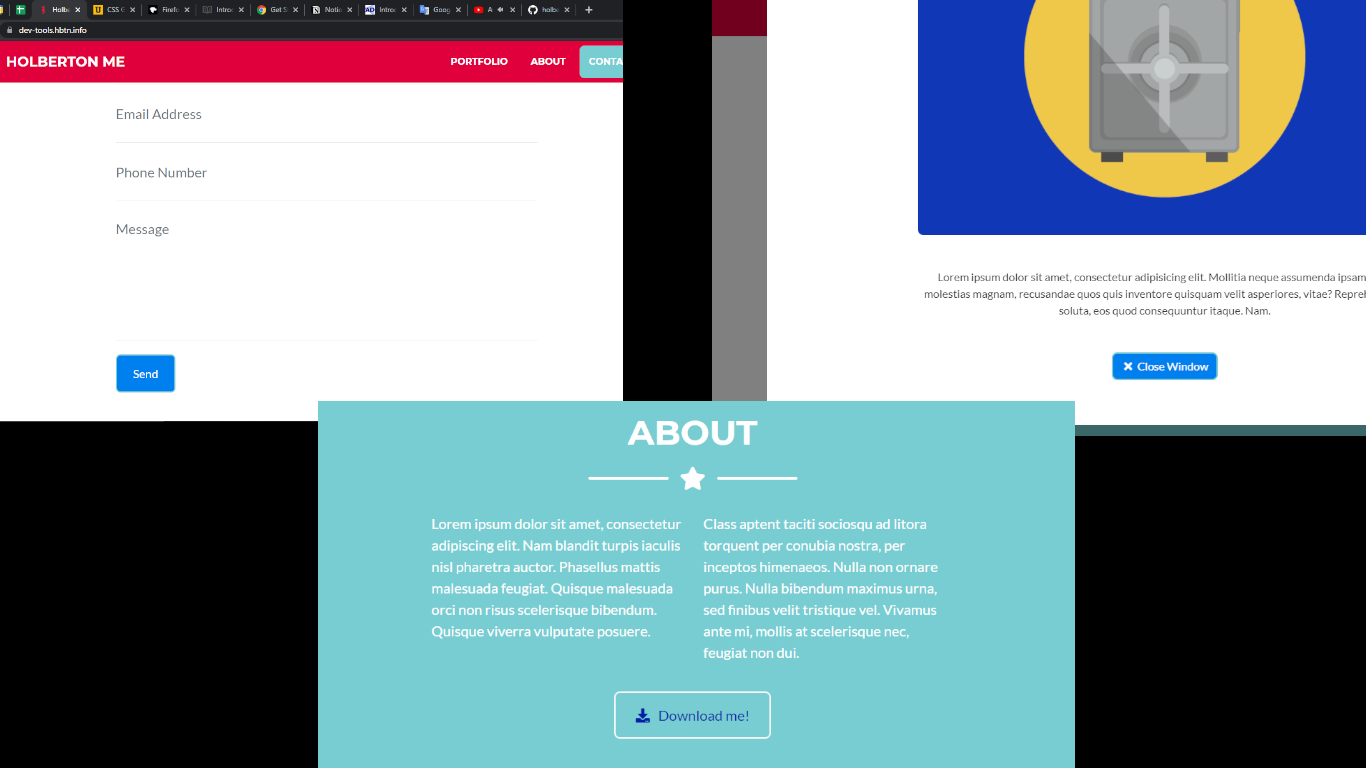 Holb
CSS
Firefo
Introd
Get S
Notio
Intro
Goog
A
holbe
dev-tools.hbtn.info
HOLBERTON ME
PORTFOLIO
ABOUT
CONTA
Email Address
Phone Number
Message
Send
Lorem ipsum dolor sit amet, consectetur adipisicing elit. Mollitia neque assumenda ipsam
molestias magnam, recusandae quos quis inventore quisquam velit asperiores, vitae? Repreh
soluta, eos quod consequuntur itaque. Nam.
Close Window
ABOUT
Lorem ipsum dolor sit amet, consectetur
adipiscing elit. Nam blandit turpis iaculis
nisl pharetra auctor. Phasellus mattis
malesuada feugiat. Quisque malesuada
orci non risus scelerisque bibendum.
Quisque viverra vulputate posuere.
Class aptent taciti sociosqu ad litora
torquent per conubia nostra, per
inceptos himenaeos. Nulla non ornare
purus. Nulla bibendum maximus urna,
sed finibus velit tristique vel. Vivamus
ante mi, mollis at scelerisque nec,
feugiat non dui.
Download me!